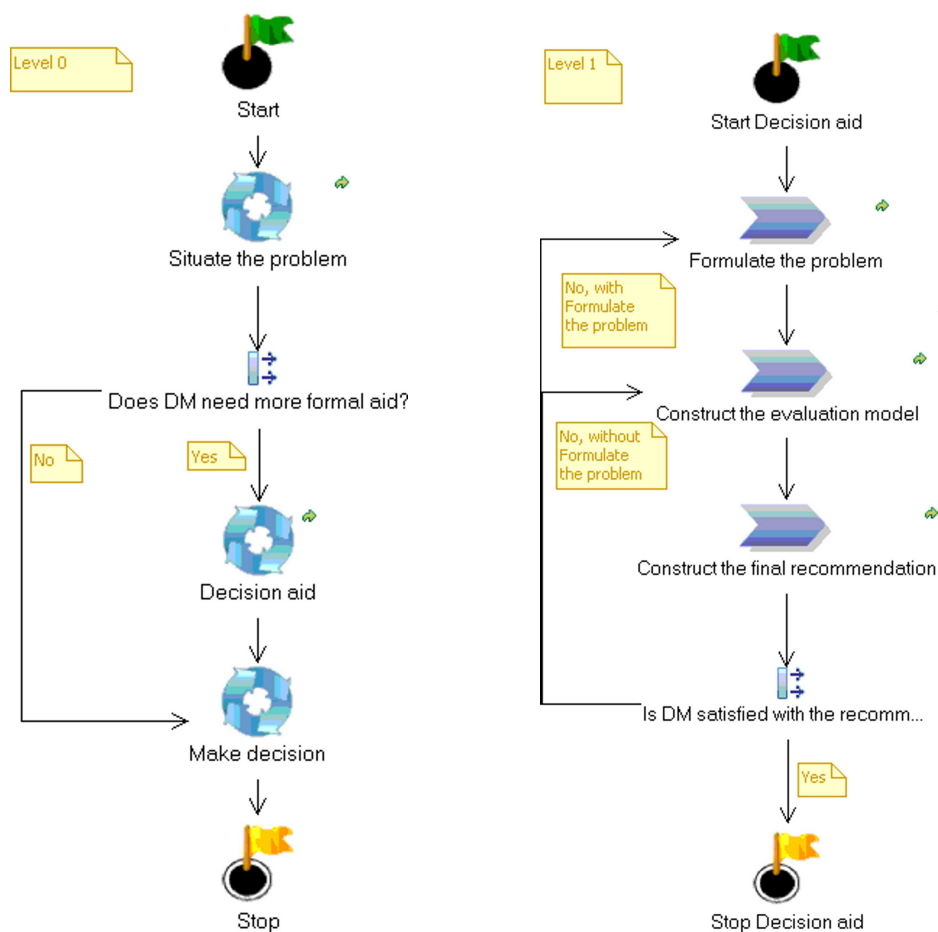 Level 0
Start
Situate the problem
Does DM need more formal aid?
No
Yes
Decision aid
Make decision
Stop
Level 1
Start Decision aid
Formulate the problem
No, with
Formulate
the problem
Construct the evaluation model
No, without
Formulate
the problem
Construct the final recommendation
Is DM satisfied with the recomm...
Yes
Stop Decision aid